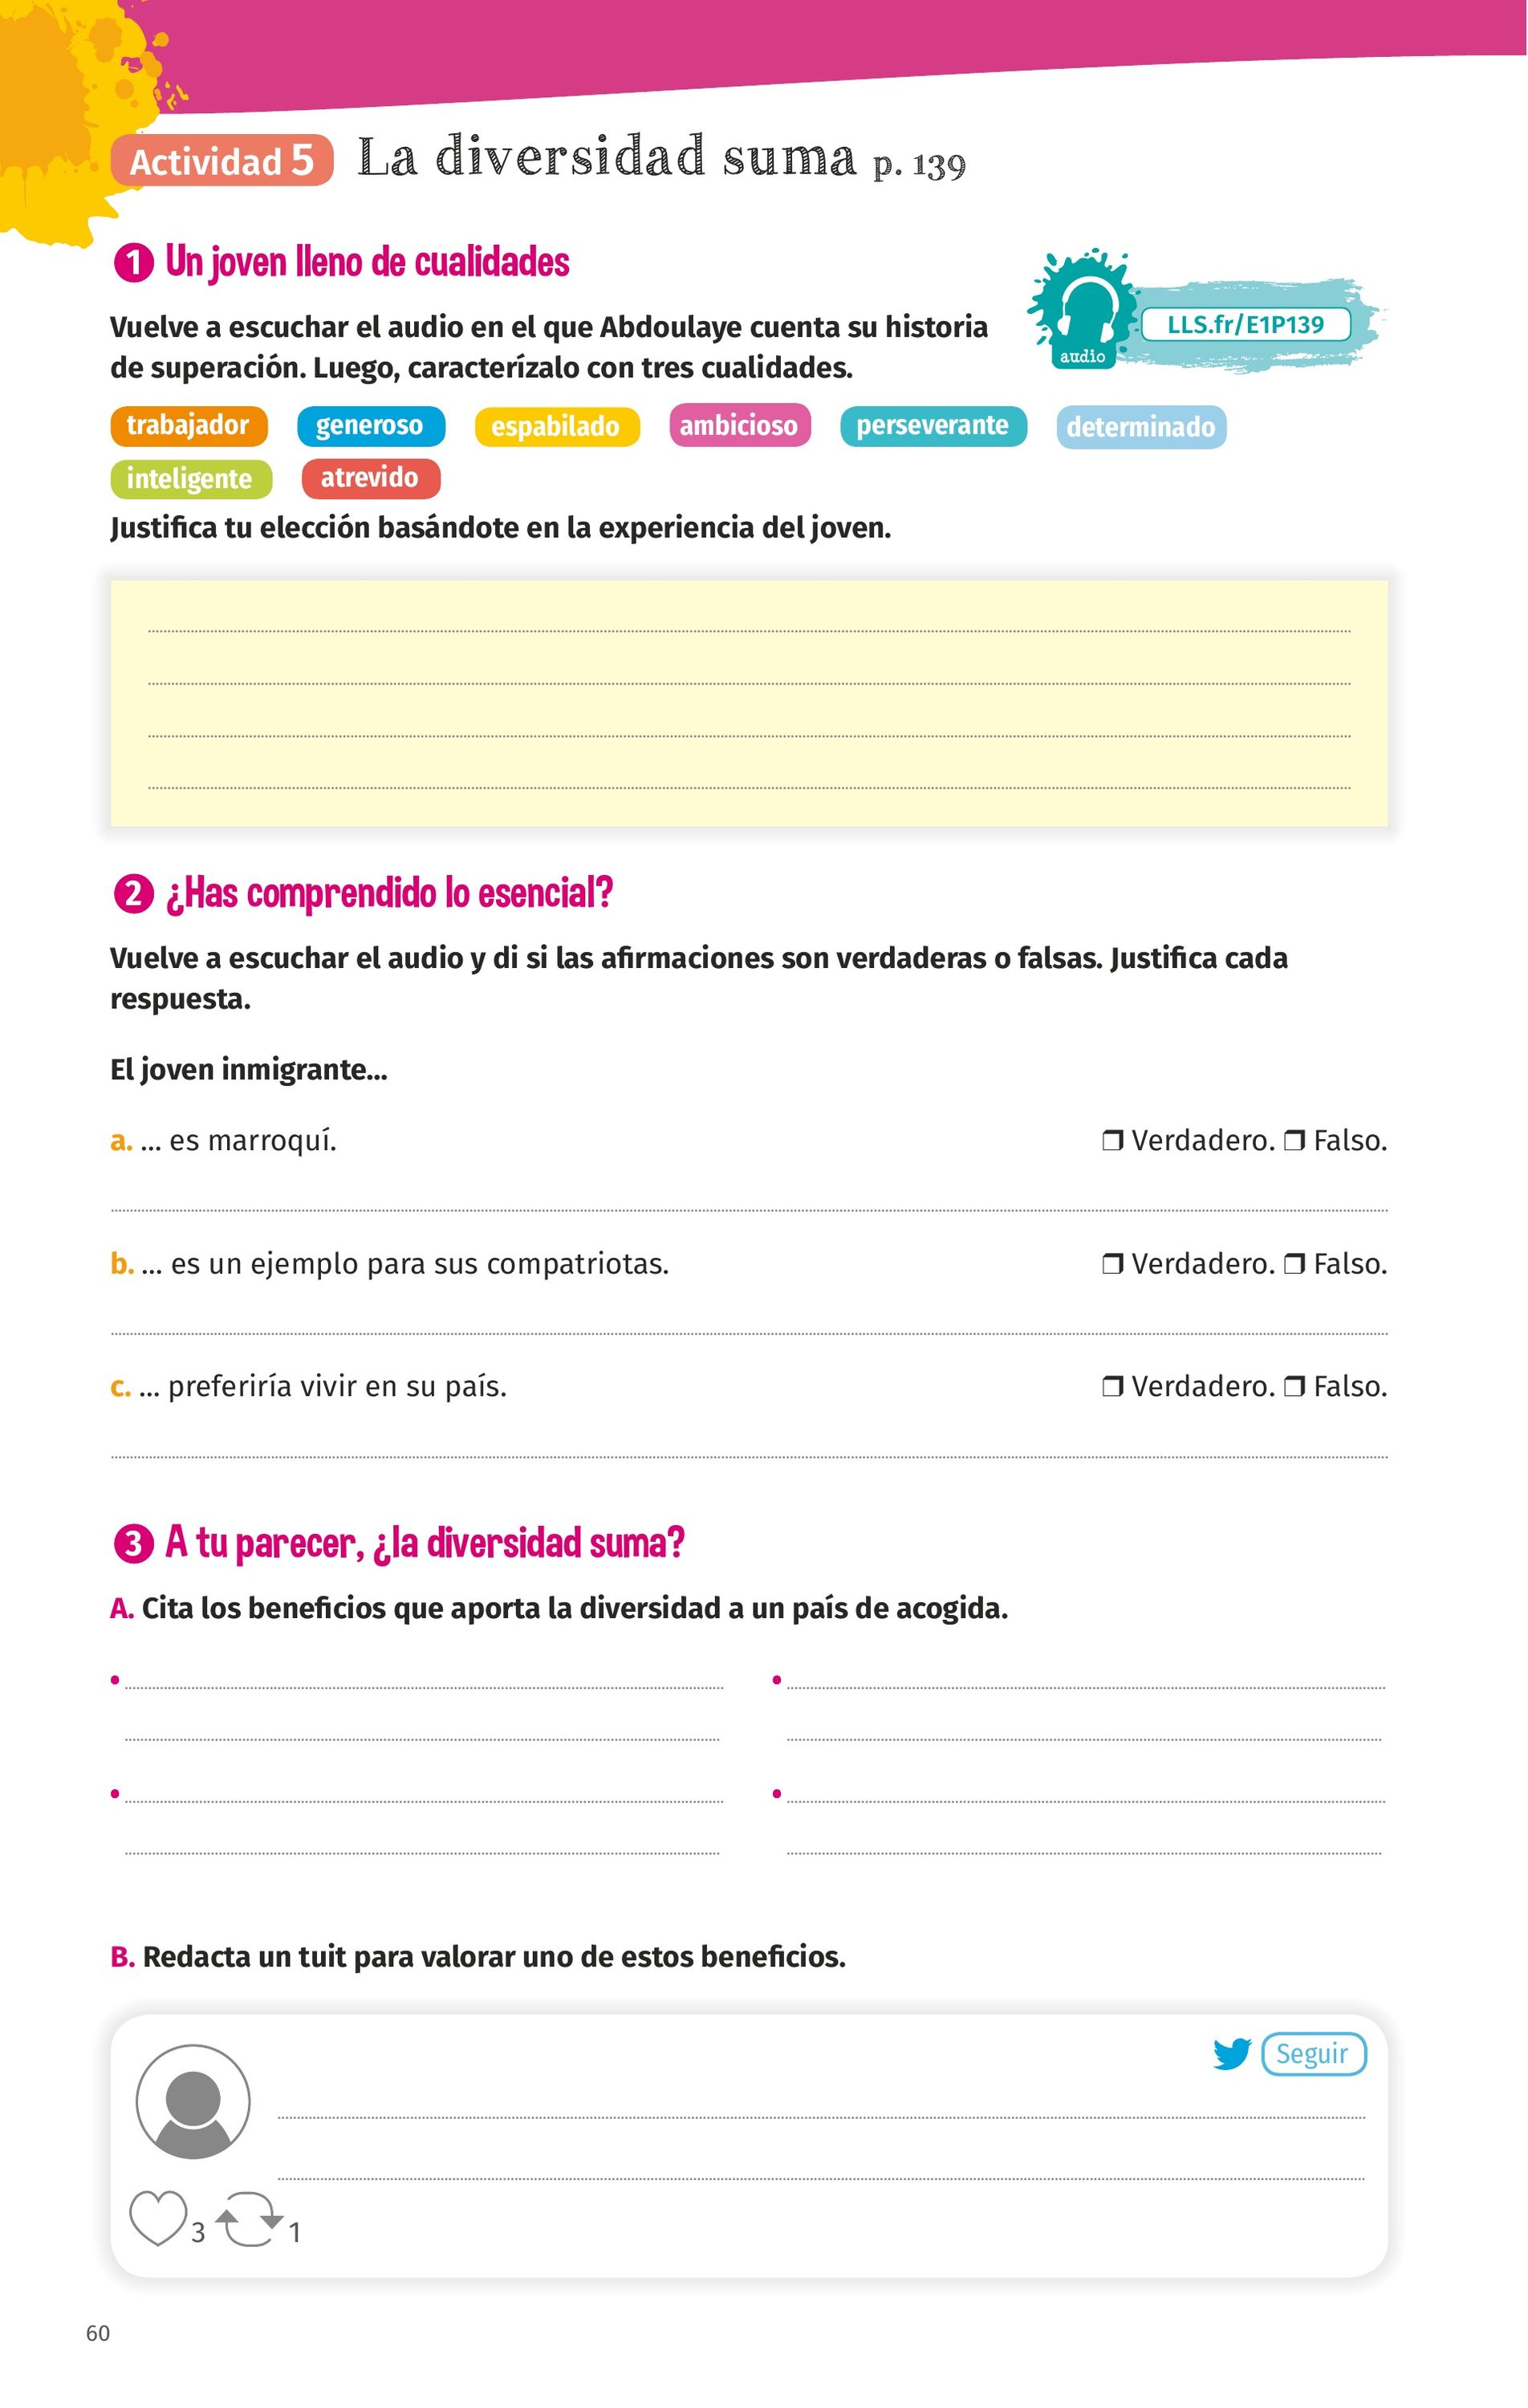 Actividad 5 La diversidad suma p. 139
1 Un joven lleno de cualidades
Vuelve a escuchar el audio en el que Abdoulaye cuenta su historia
de superación. Luego, caracterízalo con tres cualidades.
audio
LLS.fr/E1P139
trabajador generoso espabilado ambicioso perseverante determinado
inteligente atrevido
Justifica tu elección basándote en la experiencia del joven.
2 ¿Has comprendido lo esencial?
Vuelve a escuchar el audio y di si las afirmaciones son verdaderas o falsas. Justifica cada
respuesta.
El joven inmigrante...
a. ... es marroquí. ❒ Verdadero. ❒ Falso.
b. ... es un ejemplo para sus compatriotas. ❒ Verdadero. ❒ Falso.
c. ... preferiría vivir en su país. ❒ Verdadero. ❒ Falso.
3 A tu parecer, ¿la diversidad suma?
A. Cita los beneficios que aporta la diversidad a un país de acogida.
•
•
•
•
B. Redacta un tuit para valorar uno de estos beneficios.
Seguir
3 1
60